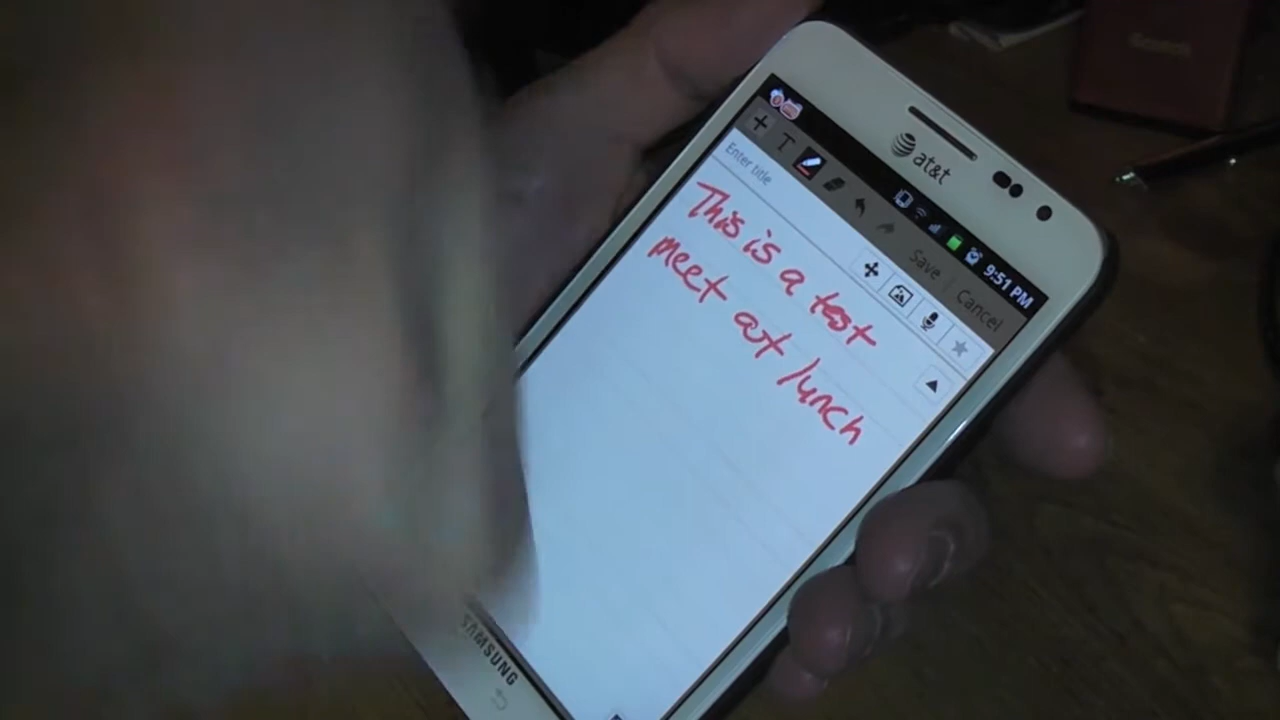 at&t
9:51 PM
T
Save
Cancel
Enter title
This is a test
meet at lunch
SAMSUNG